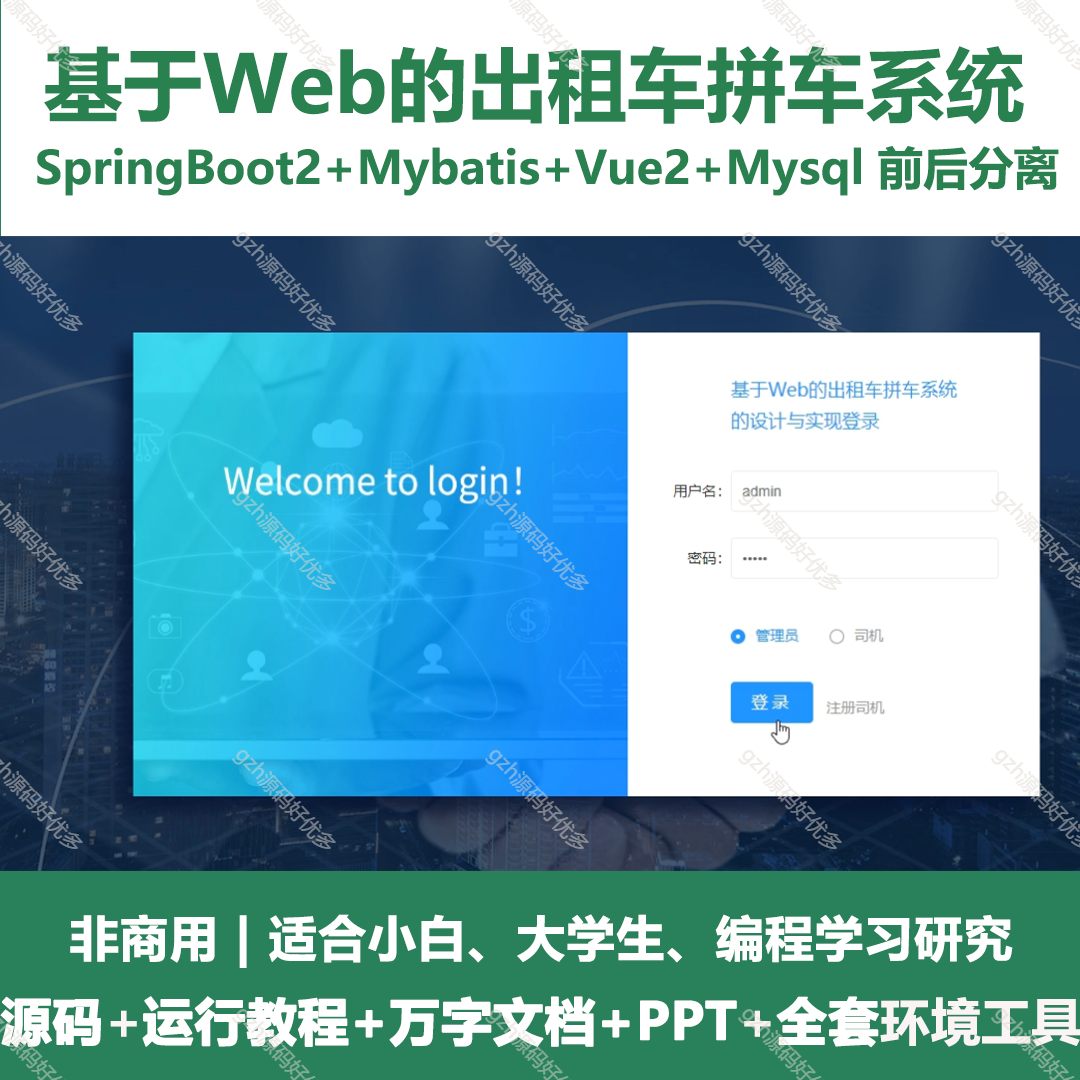 基于Web的出租车拼车系统
SpringBoot2+Mybatis+Vue2+Mysql 前后分离
基于Web的出租车拼车系统
的设计与实现登录
Welcome to login!
用户名： admin
密码： •••••
管理员 司机
登录 注册司机
非商用 | 适合小白、大学生、编程学习研究
源码+运行教程+万字文档+PPT+全套环境工具
gzh源码好优多